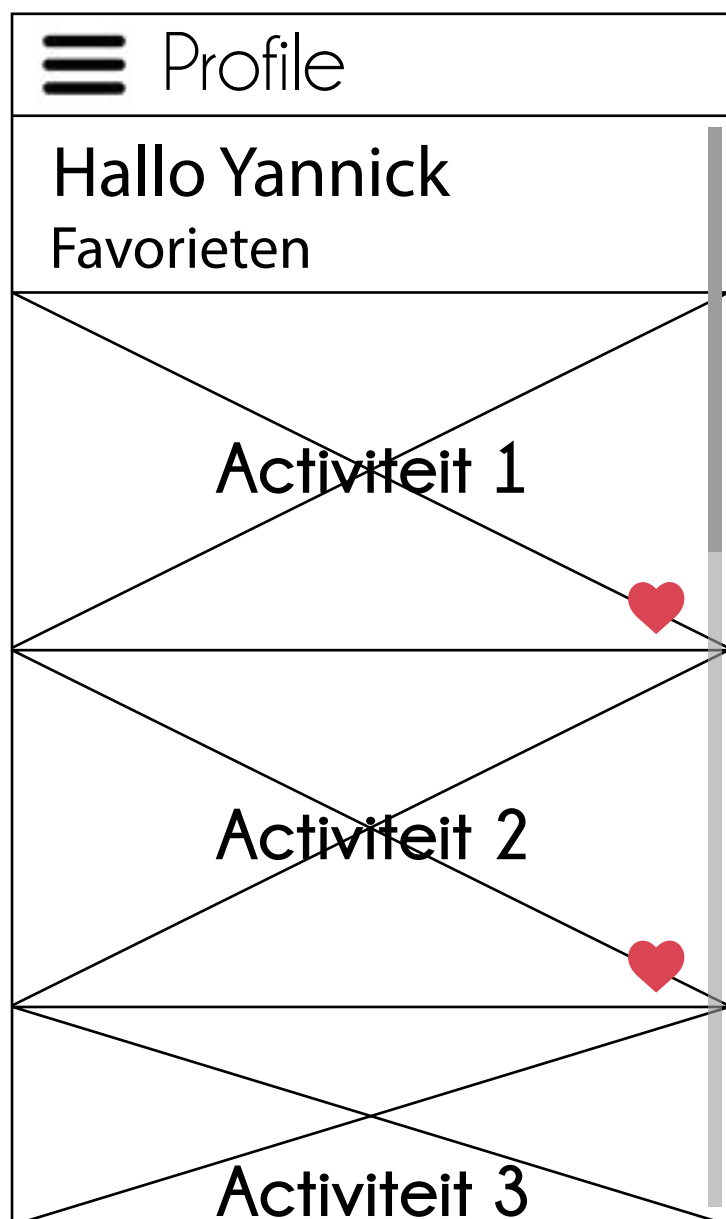 Profile
Hallo Yannick
Favorieten
Activiteit 1
Activiteit 2
Activiteit 3